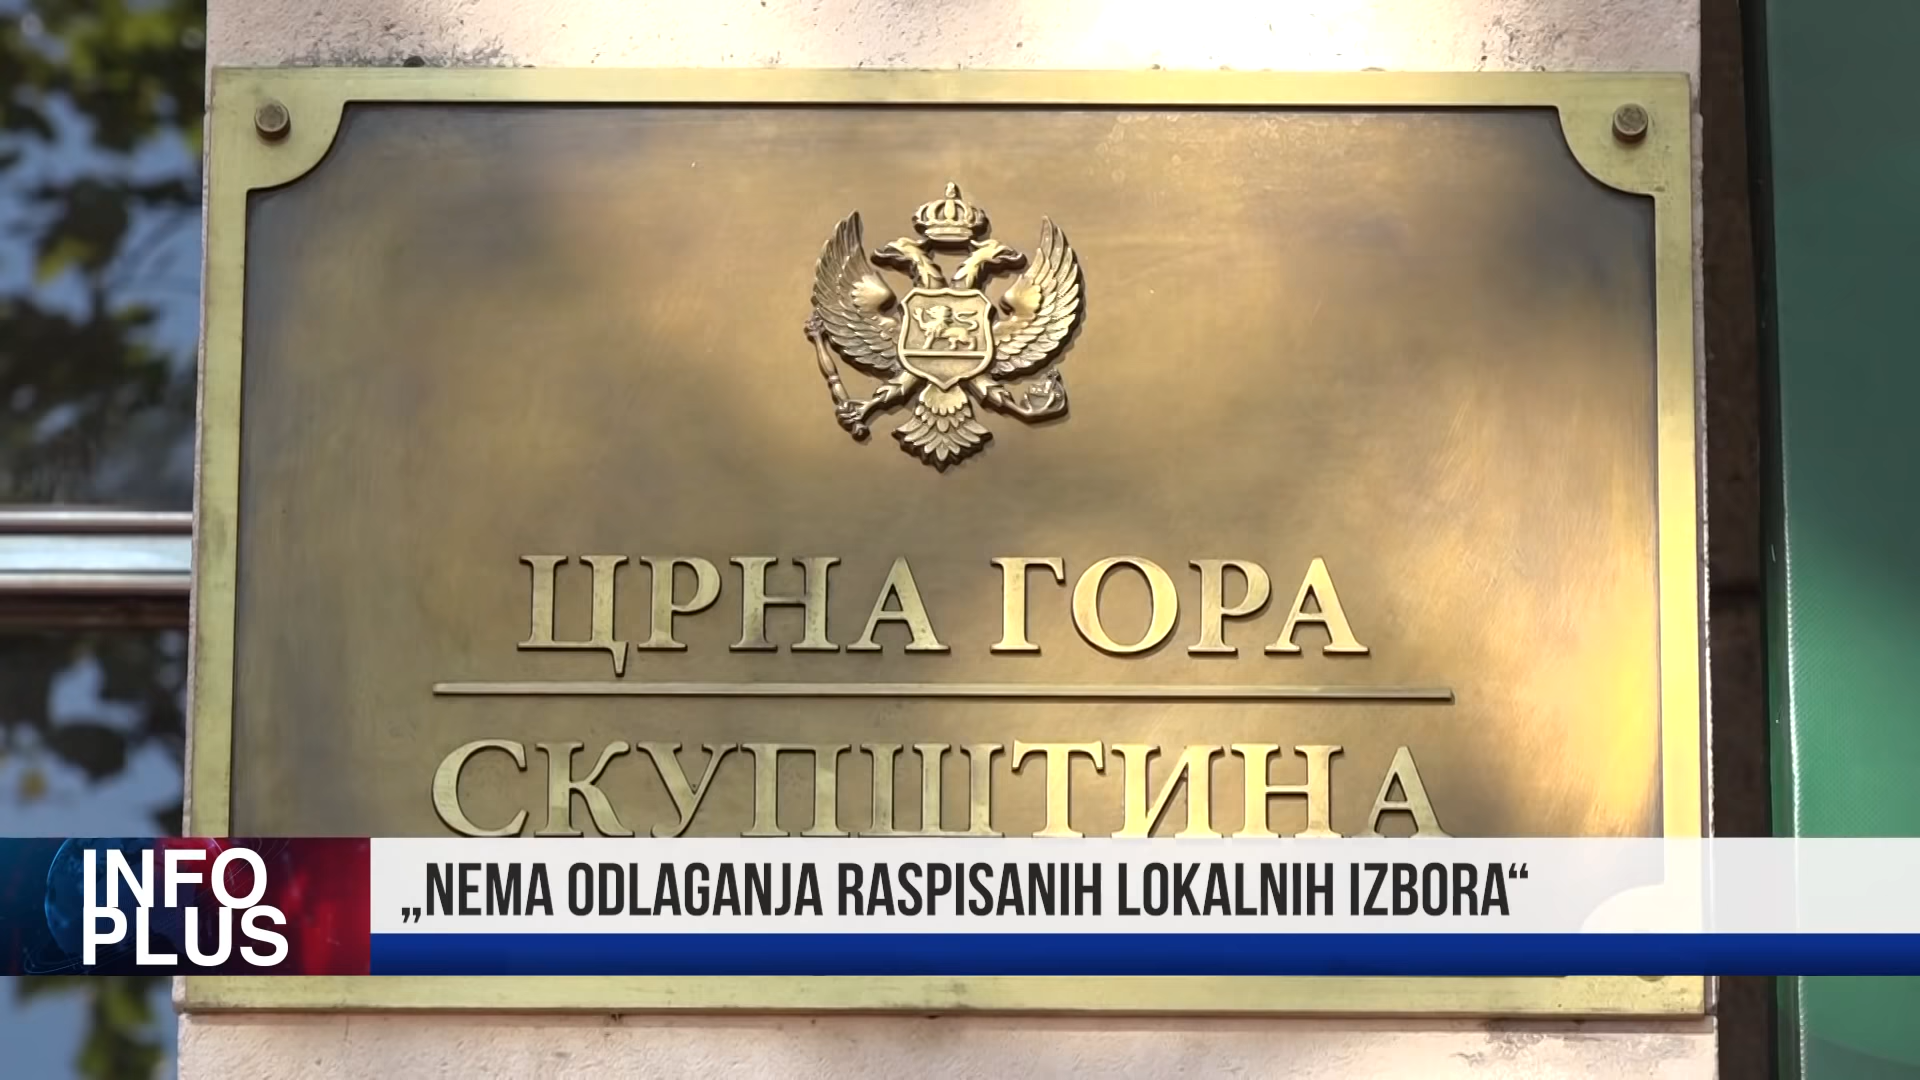 ЦРНА ГОРА
СКУПШТИНА
INFO
PLUS
„NEMA ODLAGANJA RASPISANIH LOKALNIH IZBORA“